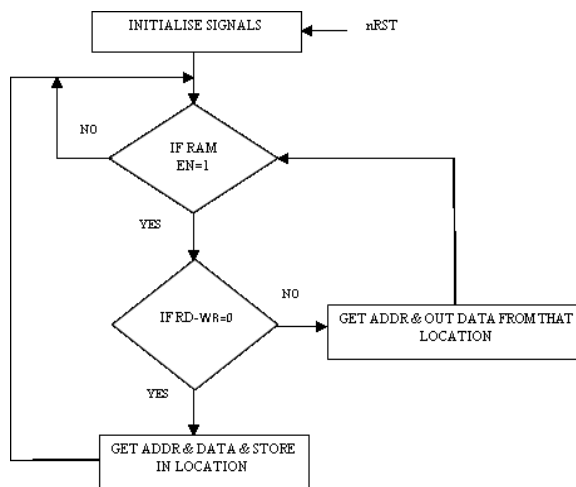 INITIALISE SIGNALS
nRST
NO
IF RAM
EN=1
YES
IF RD-WR=0
NO
GET ADDR & OUT DATA FROM THAT
LOCATION
YES
GET ADDR & DATA & STORE
IN LOCATION